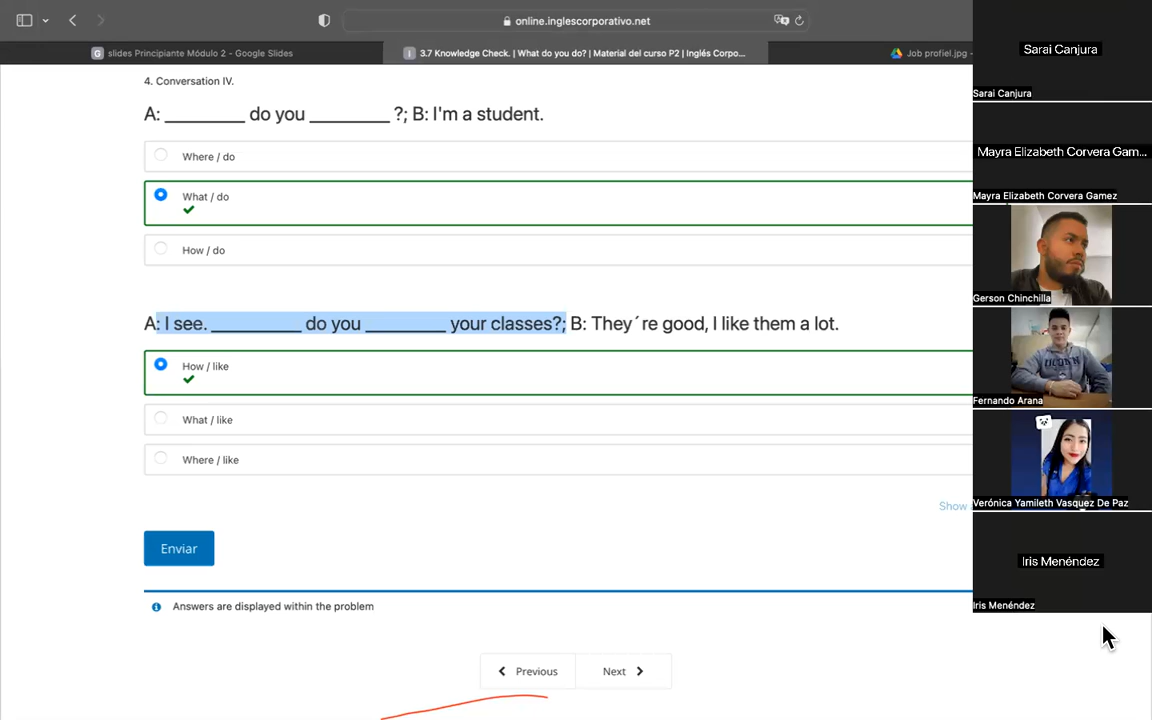 online.inglescorporativo.net
slides Principiante Módulo 2 - Google Slides
3.7 Knowledge Check. | What do you do? | Material del curso P2 | Inglés Corpo...
Job profiel.jpg -
4. Conversation IV.
A: _________ do you _________ ?; B: I'm a student.
Where / do
What / do
How / do
A: I see. __________ do you _________ your classes?; B: They´re good, I like them a lot.
How / like
What / like
Where / like
Show
Enviar
Answers are displayed within the problem
Previous
Next
Sarai Canjura
Sarai Canjura
Mayra Elizabeth Corvera Gam...
Mayra Elizabeth Corvera Gamez
Gerson Chinchilla
Fernando Arana
Verónica Yamileth Vasquez De Paz
Iris Menéndez
Iris Menéndez